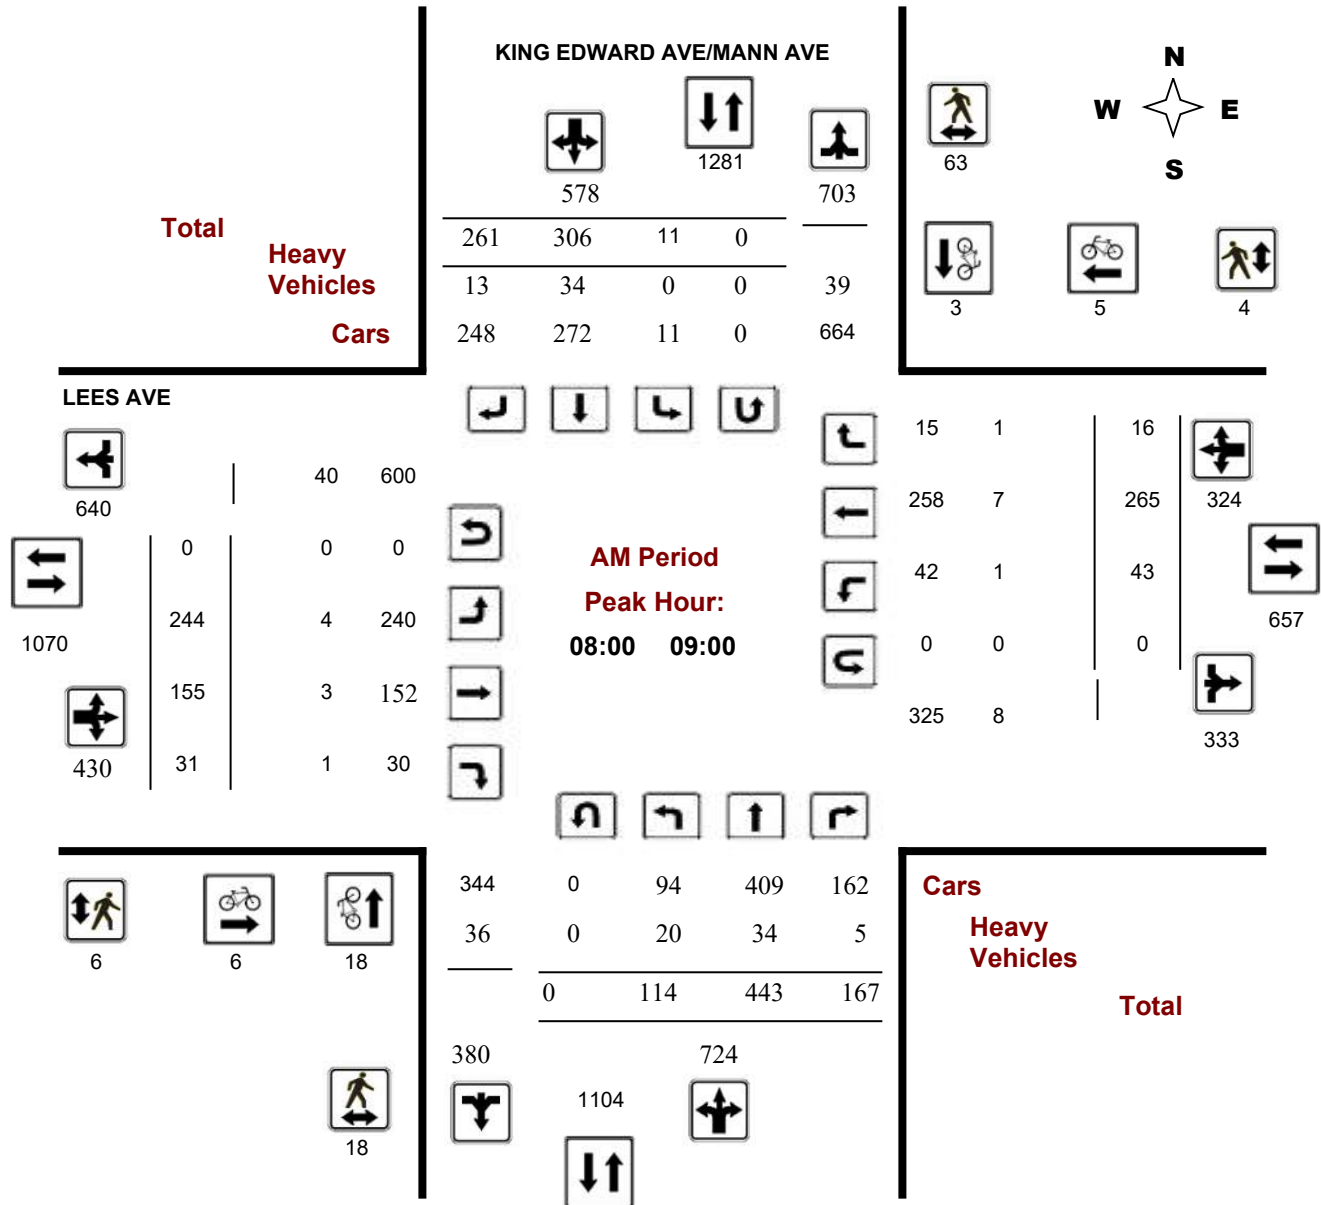 KING EDWARD AVE/MANN AVE
N
W E
S
1281
63
578 703
Total 261 306 11 0
Heavy
Vehicles 13 34 0 0 39
Cars 248 272 11 0 664
3 5 4
LEES AVE
15 1 16
40 600
640
258 7 265 324
0 0 0
AM Period
42 1 43
Peak Hour:
244 4 240
657
1070
08:00 09:00
0 0 0
155 3 152
325 8
333
430 31 1 30
344 0 94 409 162 Cars
36 0 20 34 5 Heavy
Vehicles
6 6 18
0 114 443 167 Total
380 724
1104
18